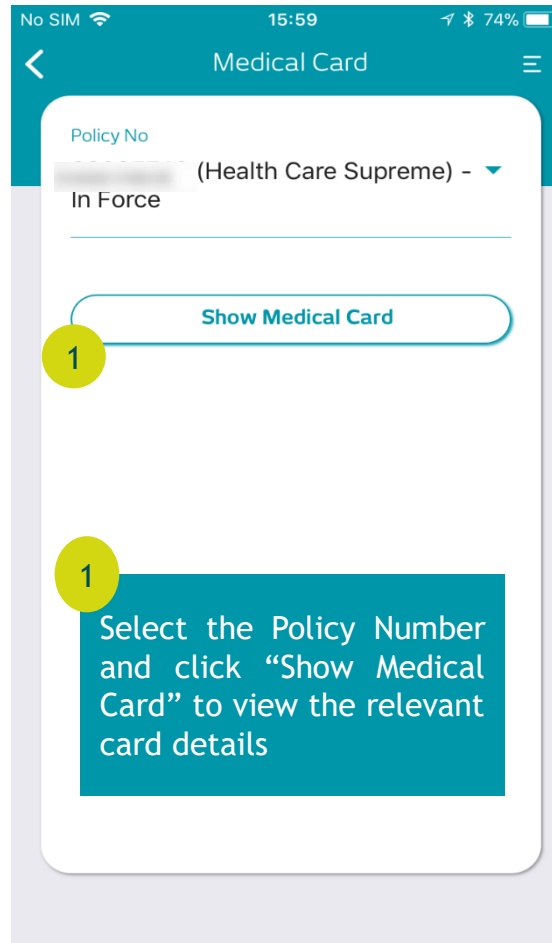 No SIM 15:59 74%
Medical Card
Policy No
(Health Care Supreme) -
In Force
Show Medical Card
1
1
Select the Policy Number
and click “Show Medical
Card” to view the relevant
card details